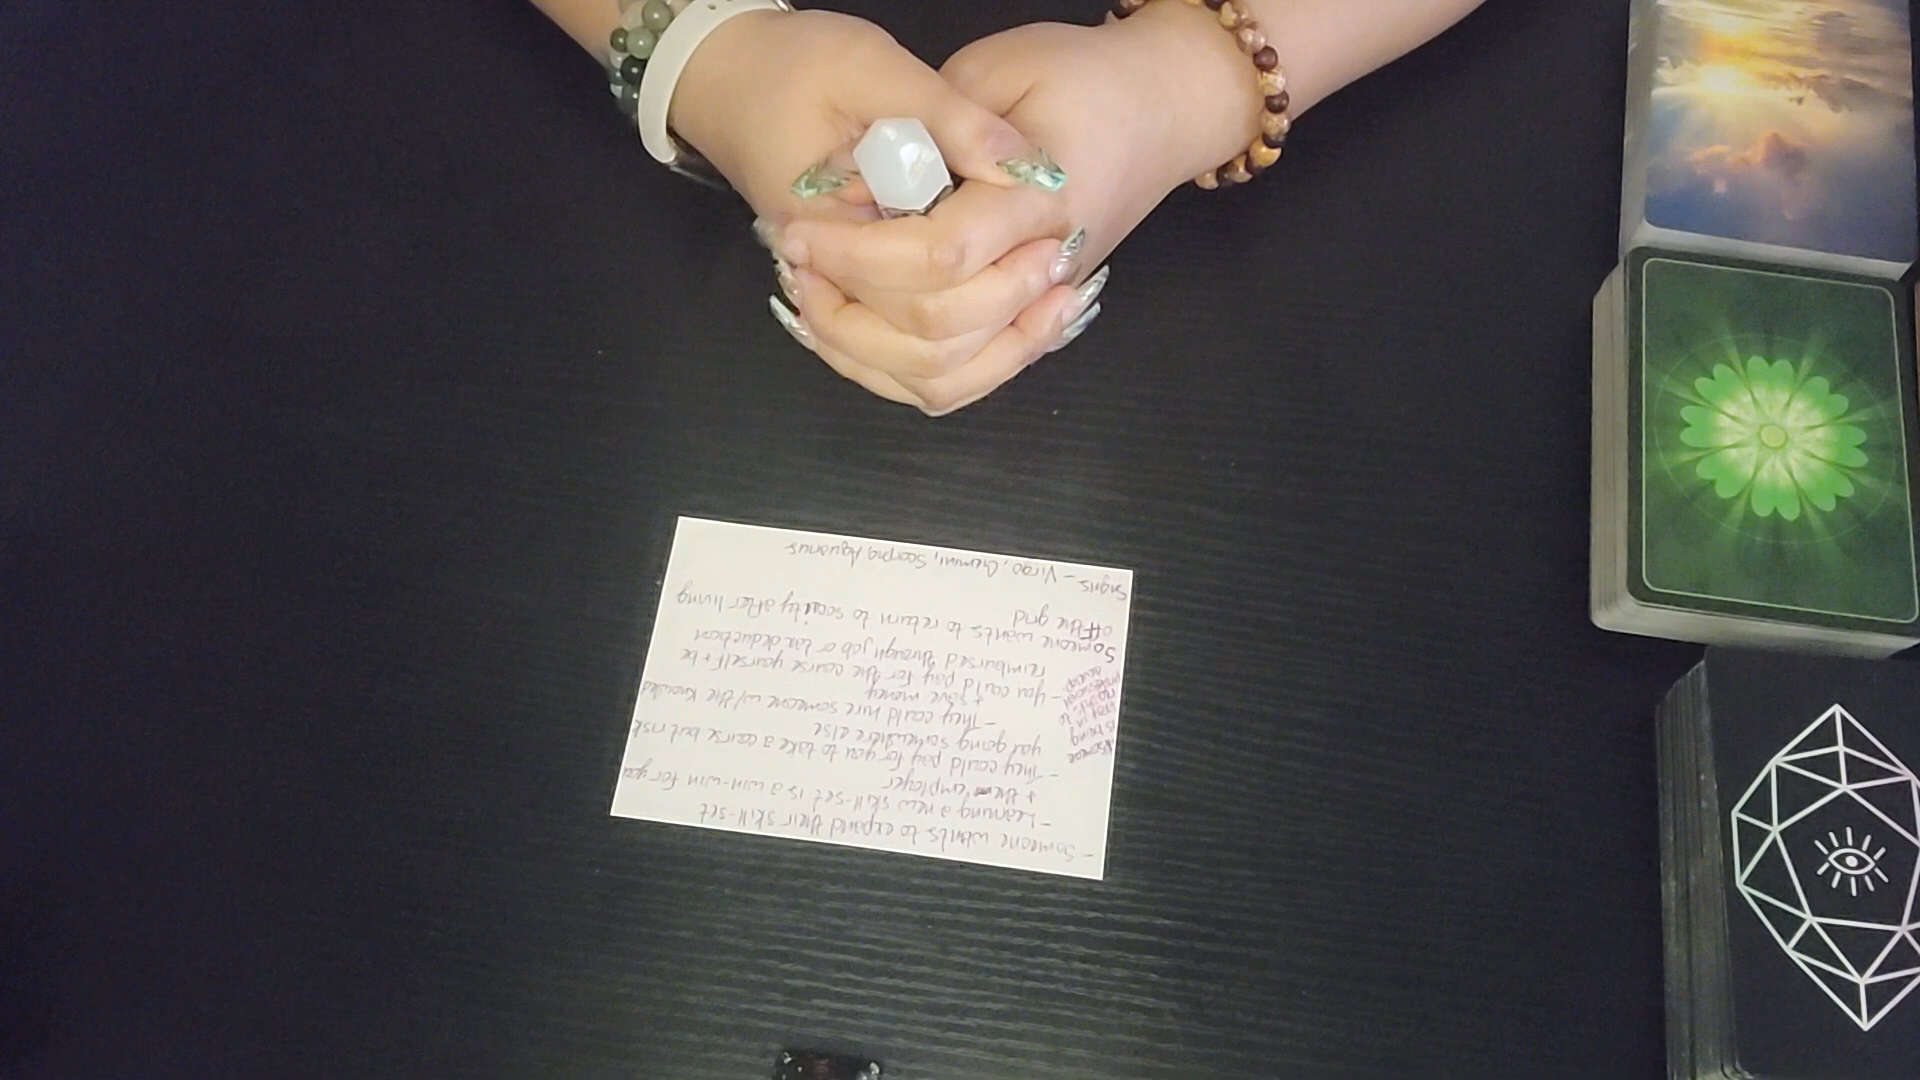 - Someone wants to expand their skill-set
- Learning a new skill-set is a win-win for you
+ the employer
- They could pay for you to take a course but risk
you going somewhere else
- They could hire someone w/ the knowled
+ save money
- you could pay for the course yourself + be
reimbursed through job or tax deduction
Someone wants to return to society after living
off the grid
Signs - Virgo, Gemini, Scorpio Aquarius
is being
professional